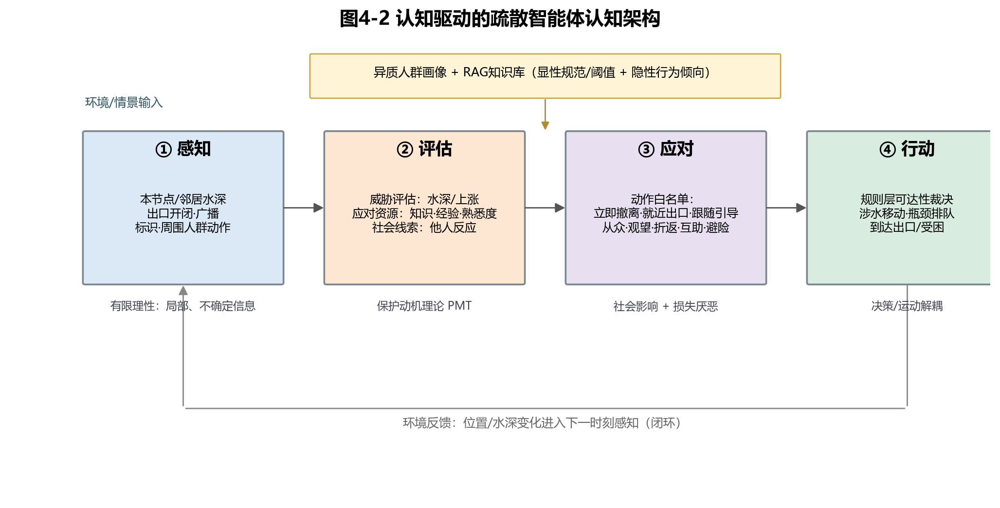 图4-2 认知驱动的疏散智能体认知架构
异质人群画像 + RAG知识库（显性规范/阈值 + 隐性行为倾向）
环境/情景输入
① 感知
本节点/邻居水深
出口开闭·广播
标识·周围人群动作
有限理性：局部、不确定信息
② 评估
威胁评估：水深/上涨
应对资源：知识·经验·熟悉度
社会线索：他人反应
保护动机理论 PMT
③ 应对
动作白名单：
立即撤离·就近出口·跟随引导
从众·观望·折返·互助·避险
社会影响 + 损失厌恶
④ 行动
规则层可达性裁决
涉水移动·瓶颈排队
到达出口/受困
决策/运动解耦
环境反馈：位置/水深变化进入下一时刻感知（闭环）